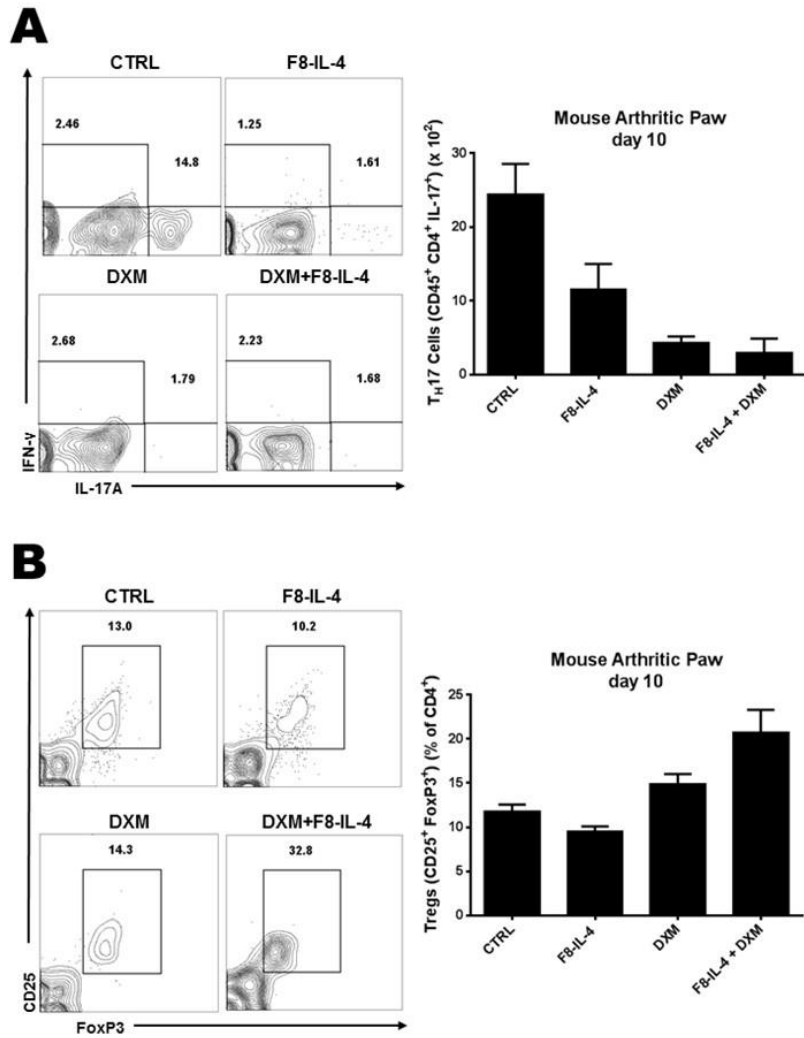 A
CTRL
F8-IL-4
2.46
14.8
1.25
1.61
DXM
DXM+F8-IL-4
2.68
1.79
2.23
1.68
IFN-γ
IL-17A
Mouse Arthritic Paw
day 10
T_H17 Cells (CD45⁺ CD4⁺ IL-17⁺) (x 10²)
30
20
10
0
CTRL
F8-IL-4
DXM
F8-IL-4 + DXM
B
CTRL
F8-IL-4
13.0
10.2
DXM
DXM+F8-IL-4
14.3
32.8
CD25
FoxP3
Mouse Arthritic Paw
day 10
Tregs (CD25⁺ FoxP3⁺) (% of CD4⁺)
25
20
15
10
5
0
CTRL
F8-IL-4
DXM
F8-IL-4 + DXM